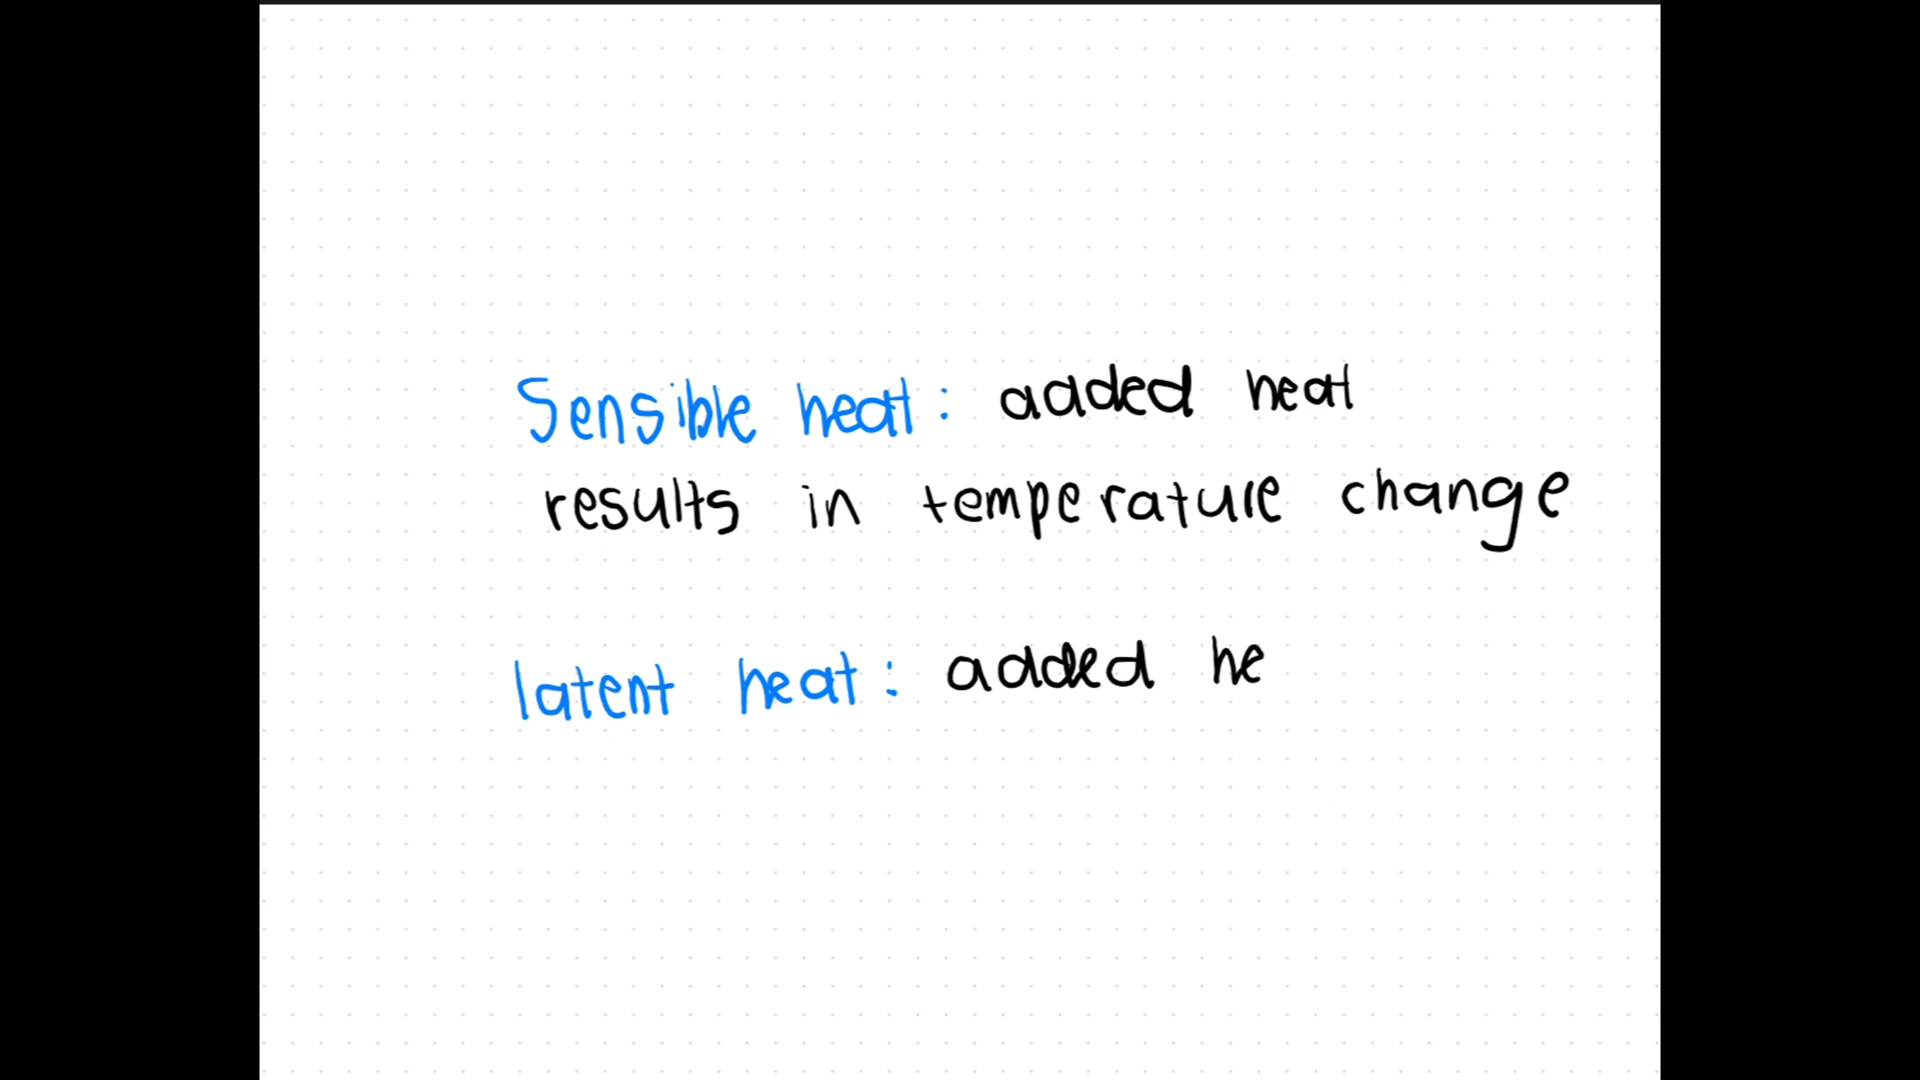 Sensible heat: added heat
results in temperature change
latent heat: added he